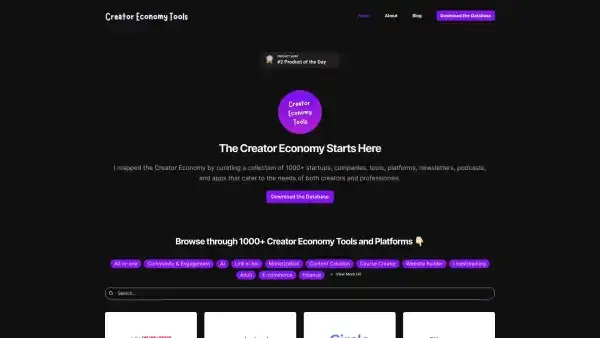 Creator Economy Tools
Home
About
Blog
Download the Database
PRODUCT HUNT
#2 Product of the Day
Creator
Economy
Tools
The Creator Economy Starts Here
I mapped the Creator Economy by curating a collection of 1000+ startups, companies, tools, platforms, newsletters, podcasts,
and apps that cater to the needs of both creators and professionals.
Download the Database
Browse through 1000+ Creator Economy Tools and Platforms 👇
All-in-one
Community & Engagement
AI
Link in bio
Monetization
Content Creation
Course Creator
Website Builder
Livestreaming
Adult
E-commerce
Finance
+ View More (4)
Search...
Circle